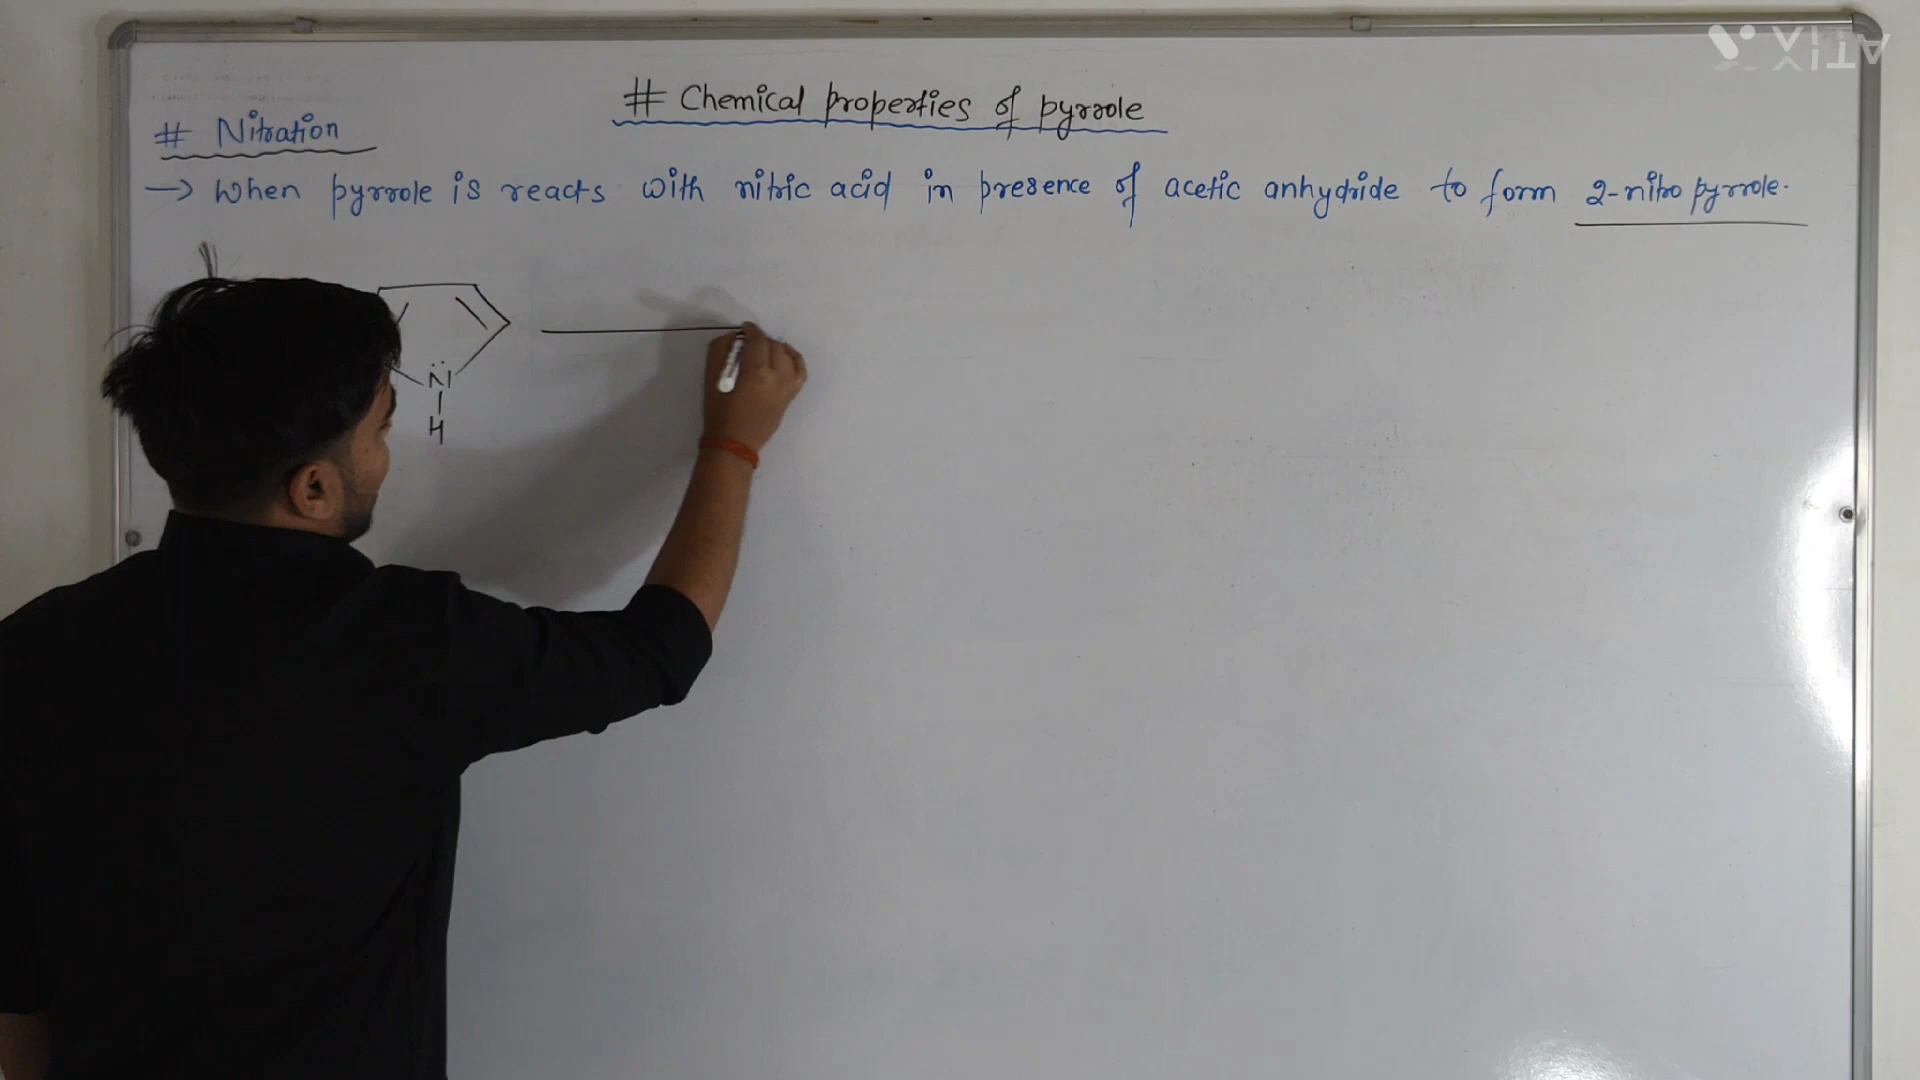 # Chemical properties of pyrrole
# Nitration
→ When pyrrole is reacts with nitric acid in presence of acetic anhydride to form 2-nitro pyrrole.
N
H